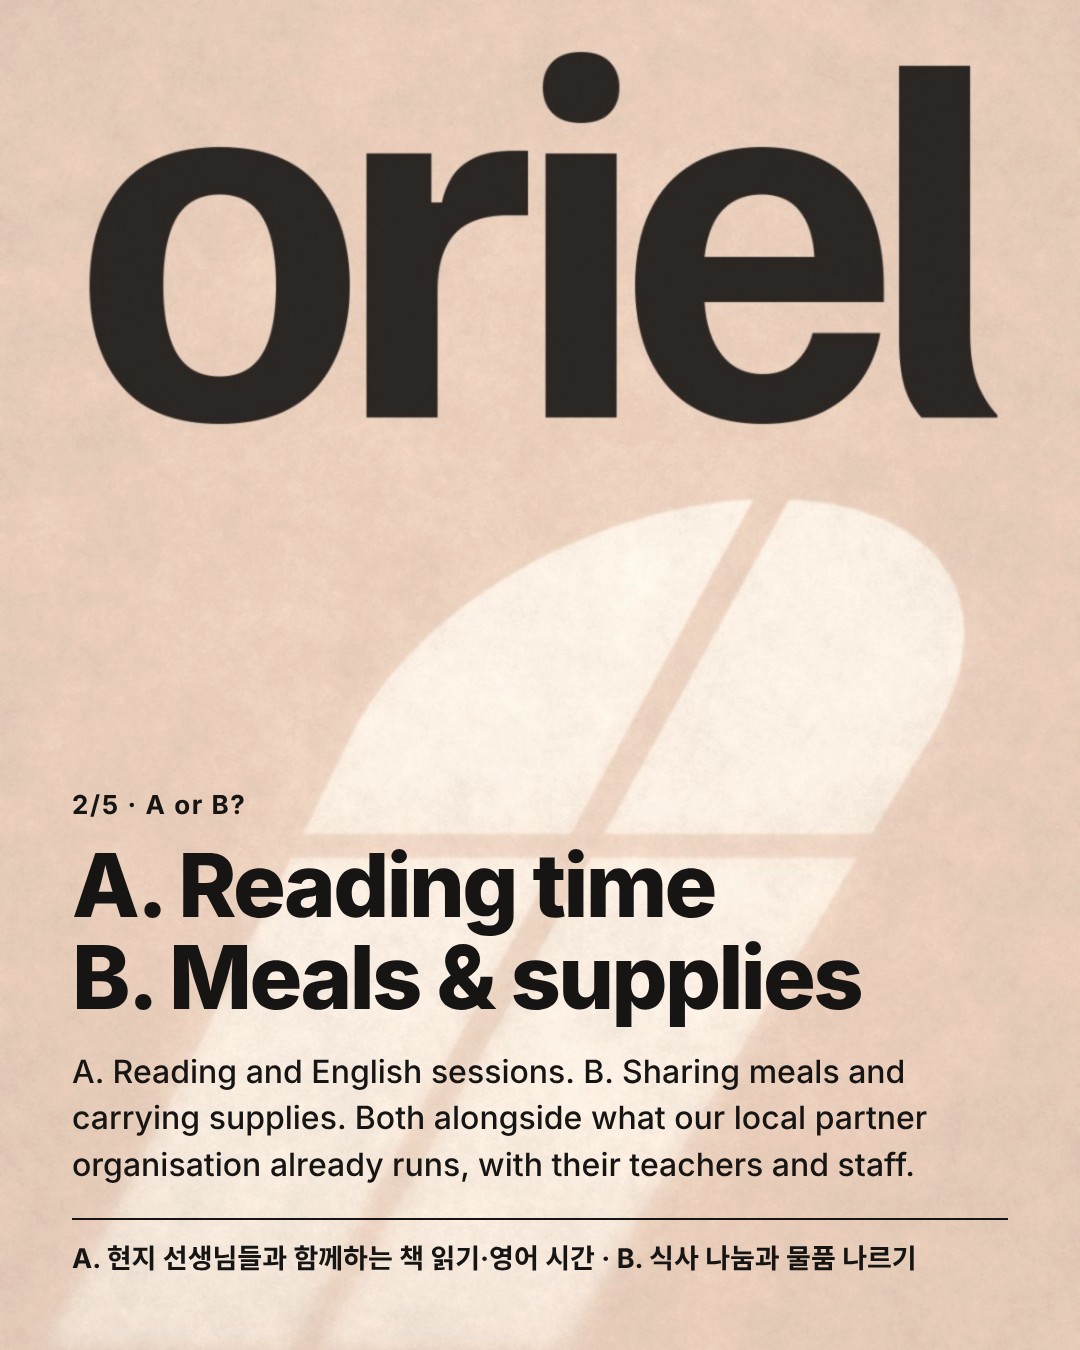 oriel
2/5 · A or B?
A. Reading time
B. Meals & supplies
A. Reading and English sessions. B. Sharing meals and
carrying supplies. Both alongside what our local partner
organisation already runs, with their teachers and staff.
A. 현지 선생님들과 함께하는 책 읽기·영어 시간 · B. 식사 나눔과 물품 나르기